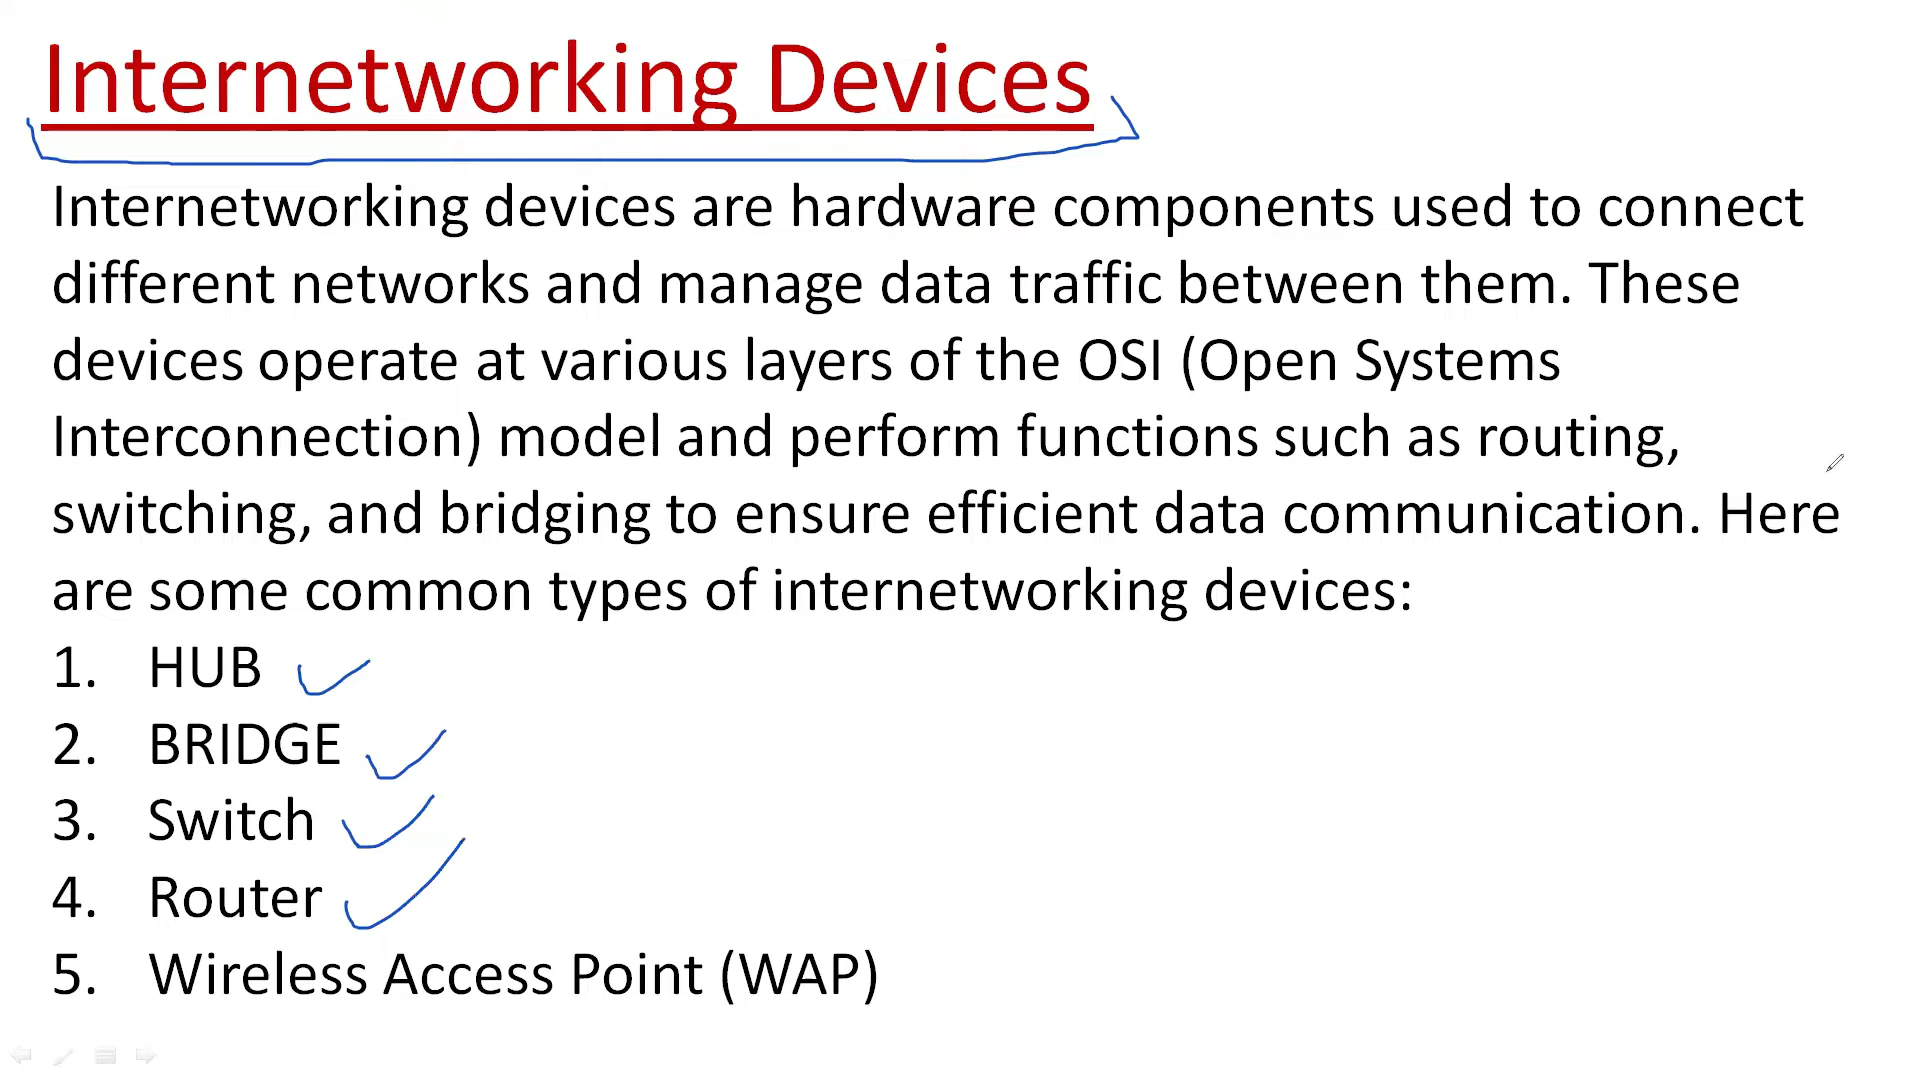 Internetworking Devices
Internetworking devices are hardware components used to connect
different networks and manage data traffic between them. These
devices operate at various layers of the OSI (Open Systems
Interconnection) model and perform functions such as routing,
switching, and bridging to ensure efficient data communication. Here
are some common types of internetworking devices:
1. HUB
2. BRIDGE
3. Switch
4. Router
5. Wireless Access Point (WAP)